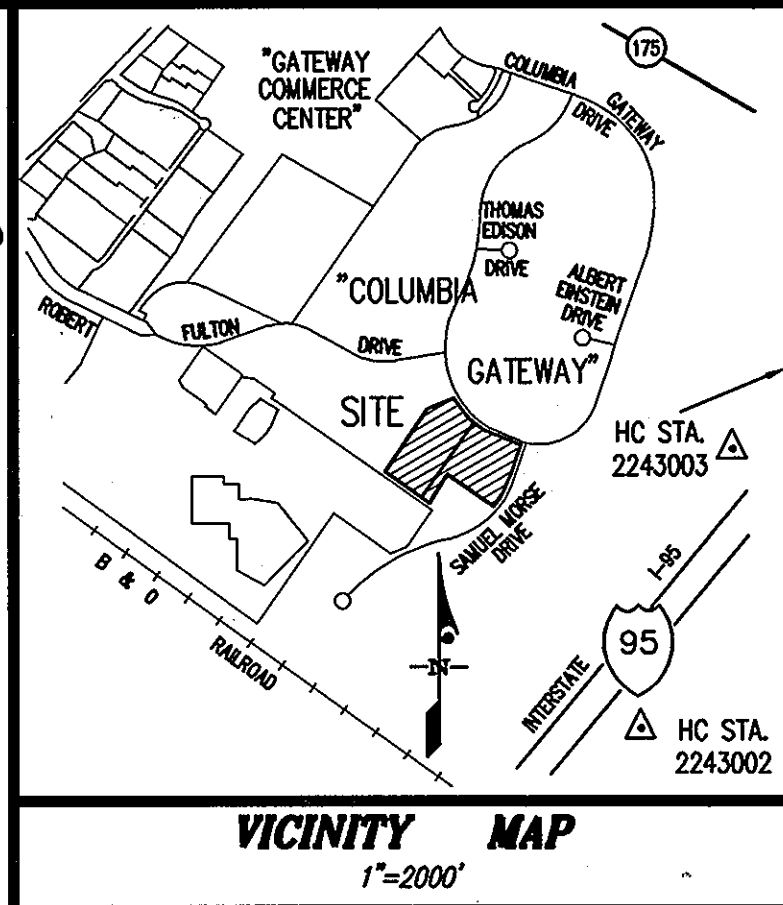 "GATEWAY
COMMERCE
CENTER"
COLUMBIA
GATEWAY
DRIVE
175
THOMAS
EDISON
DRIVE
ALBERT
EINSTEIN
DRIVE
"COLUMBIA
GATEWAY"
ROBERT
FULTON
DRIVE
SITE
HC STA.
2243003
SAMUEL MORSE
DRIVE
B & O
RAILROAD
N
I-95
INTERSTATE
95
HC STA.
2243002
VICINITY MAP
1"=2000'